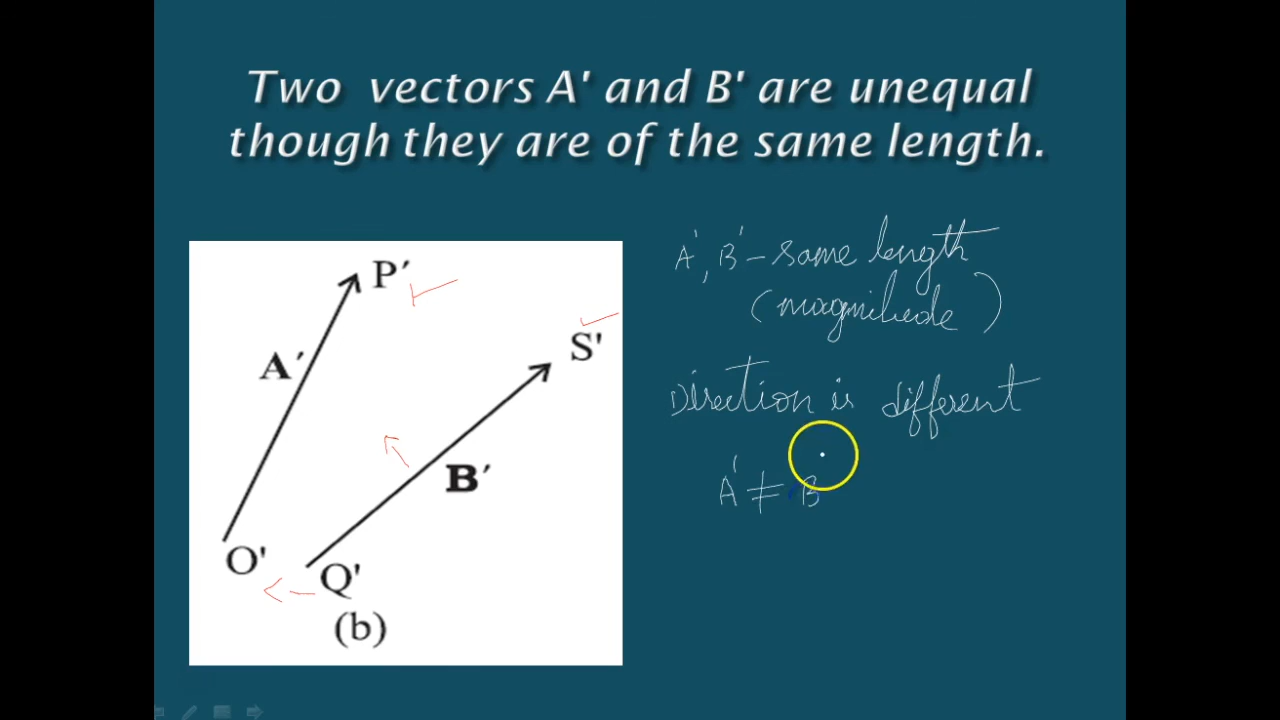 Two vectors A' and B' are unequal
though they are of the same length.
P′
A′
S'
B′
O'
Q'
(b)
A', B' - same length
(magnitude)
Direction is different
A' ≠ B